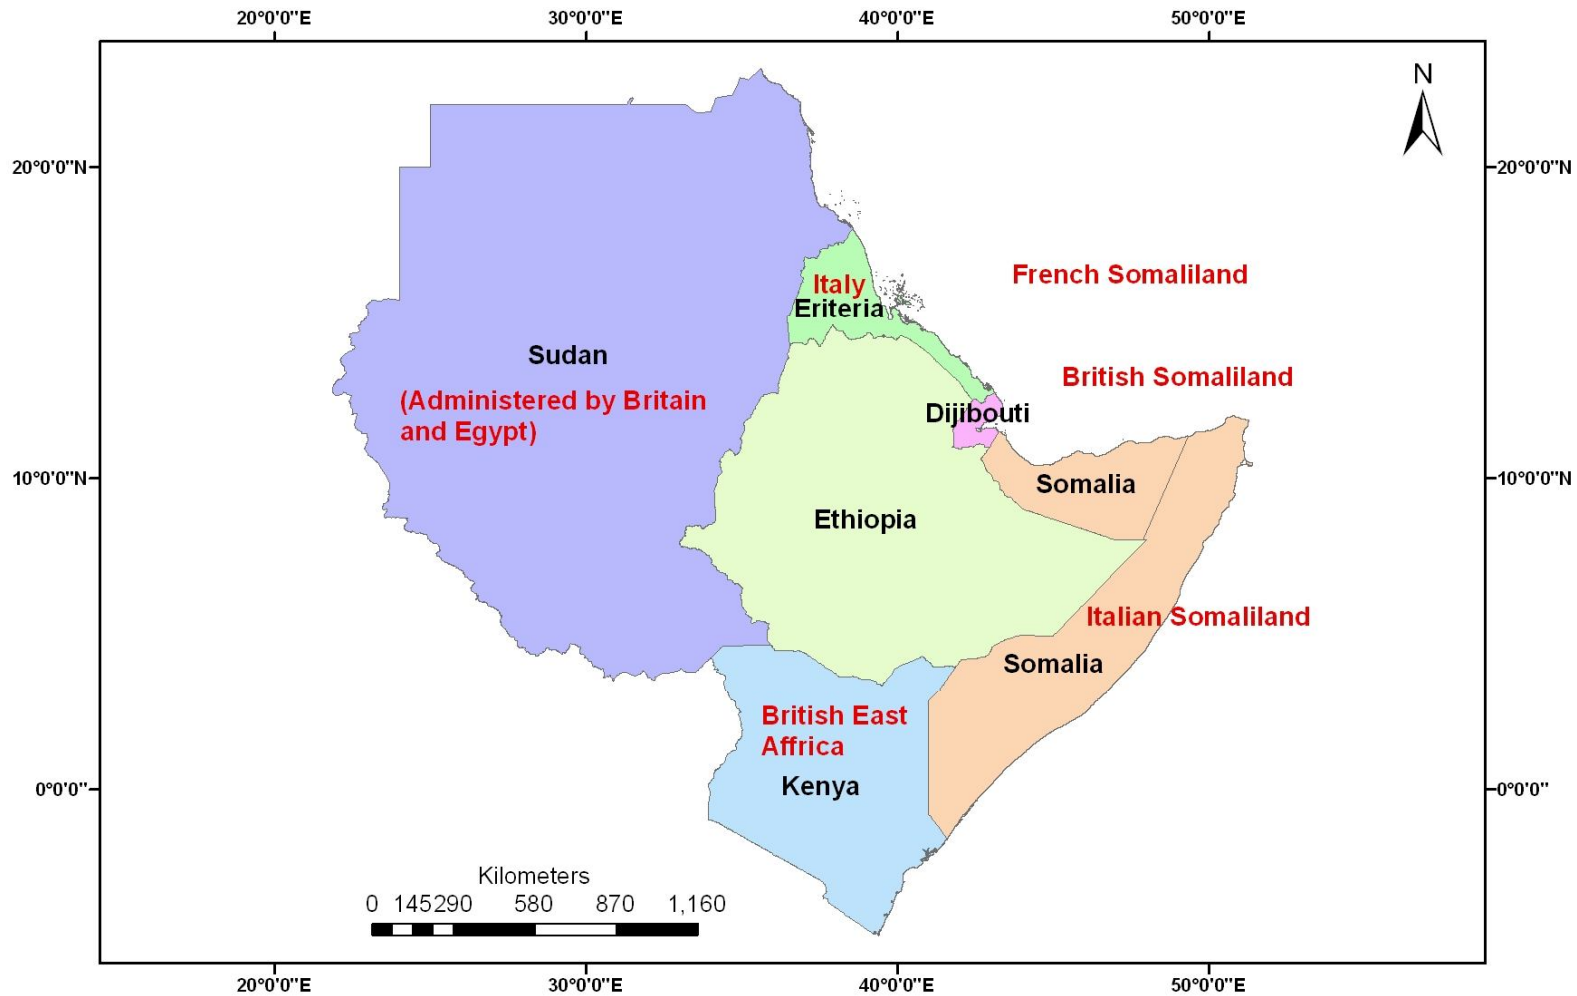 20°0'0"E 30°0'0"E 40°0'0"E 50°0'0"E
N
20°0'0"N 20°0'0"N
French Somaliland
Italy
Eriteria
Sudan
British Somaliland
(Administered by Britain
and Egypt)
Dijibouti
10°0'0"N 10°0'0"N
Somalia
Ethiopia
Italian Somaliland
Somalia
British East
Affrica
Kenya
0°0'0" 0°0'0"
Kilometers
0 145 290 580 870 1,160
20°0'0"E 30°0'0"E 40°0'0"E 50°0'0"E